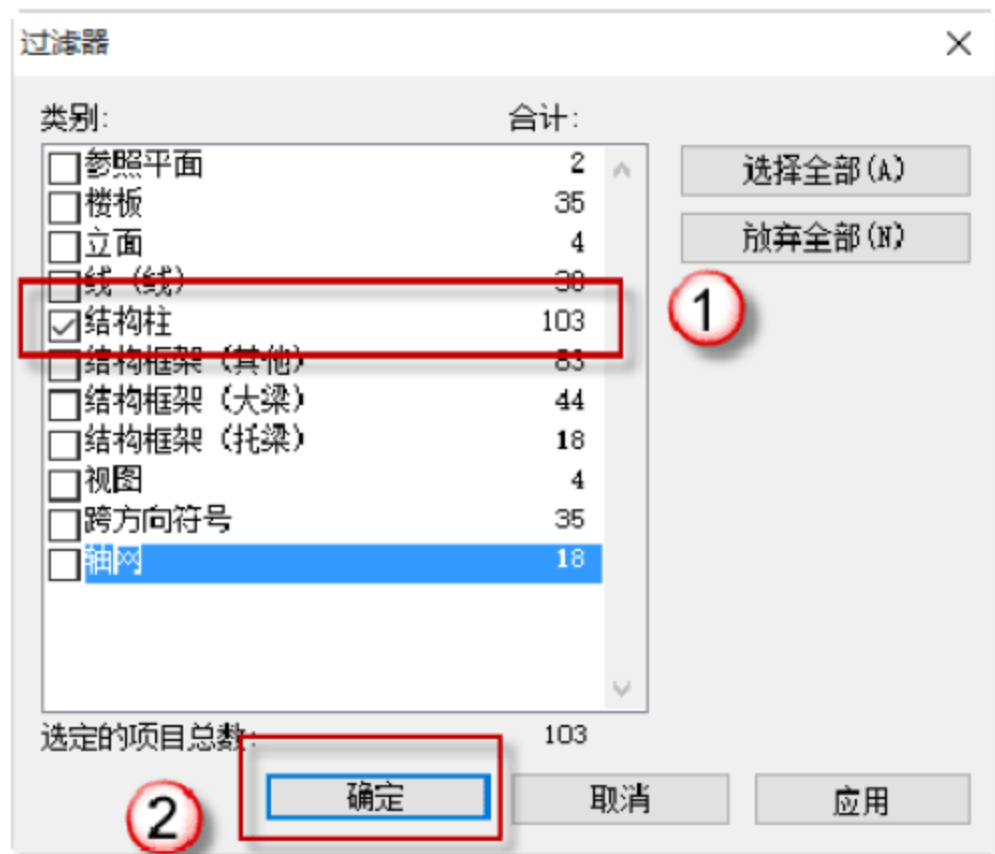 过滤器
类别: 合计:
参照平面 2
楼板 35
立面 4
线 (线) 38
结构柱 103
结构框架 (其他) 83
结构框架 (大梁) 44
结构框架 (托梁) 18
视图 4
跨方向符号 35
轴网 18
选择全部(A)
放弃全部(N)
1
选定的项目总数: 103
2
确定 取消 应用